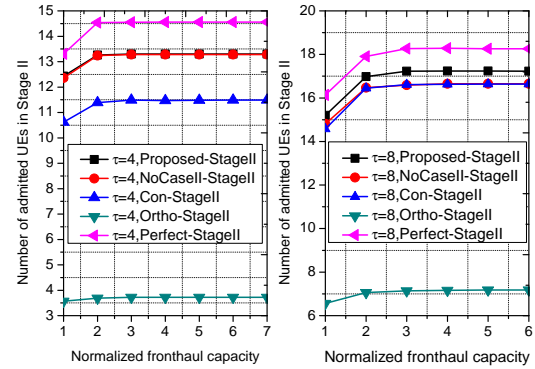 Number of admitted UEs in Stage II
15
14
13
12
11
10
9
8
7
6
5
4
3
τ=4,Proposed-StageII
τ=4,NoCaseII-StageII
τ=4,Con-StageII
τ=4,Ortho-StageII
τ=4,Perfect-StageII
1 2 3 4 5 6 7
Normalized fronthaul capacity
Number of admitted UEs in Stage II
20
18
16
14
12
10
8
6
τ=8,Proposed-StageII
τ=8,NoCaseII-StageII
τ=8,Con-StageII
τ=8,Ortho-StageII
τ=8,Perfect-StageII
1 2 3 4 5 6
Normalized fronthaul capacity